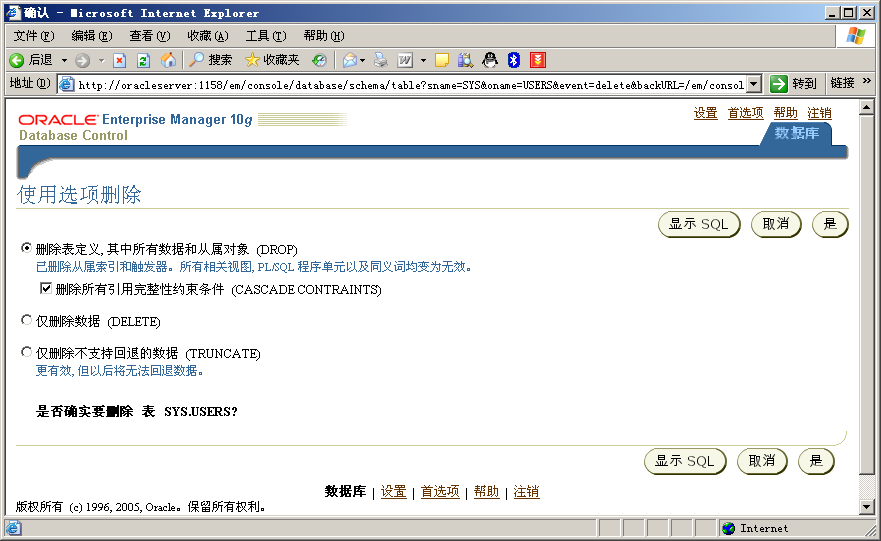 确认 - Microsoft Internet Explorer
文件(F) 编辑(E) 查看(V) 收藏(A) 工具(T) 帮助(H)
后退 搜索 收藏夹
地址(D) http://oracleserver:1158/em/console/database/schema/table?sname=SYS&oname=USERS&event=delete&backURL=/em/consol 转到 链接 »
设置 首选项 帮助 注销
ORACLE Enterprise Manager 10g
Database Control
数据库
使用选项删除
显示 SQL 取消 是
删除表定义, 其中所有数据和从属对象 (DROP)
已删除从属索引和触发器。所有相关视图, PL/SQL 程序单元以及同义词均变为无效。
删除所有引用完整性约束条件 (CASCADE CONTRAINTS)
仅删除数据 (DELETE)
仅删除不支持回退的数据 (TRUNCATE)
更有效, 但以后将无法回退数据。
是否确实要删除 表 SYS.USERS?
显示 SQL 取消 是
数据库 | 设置 | 首选项 | 帮助 | 注销
版权所有 (c) 1996, 2005, Oracle。保留所有权利。
Internet